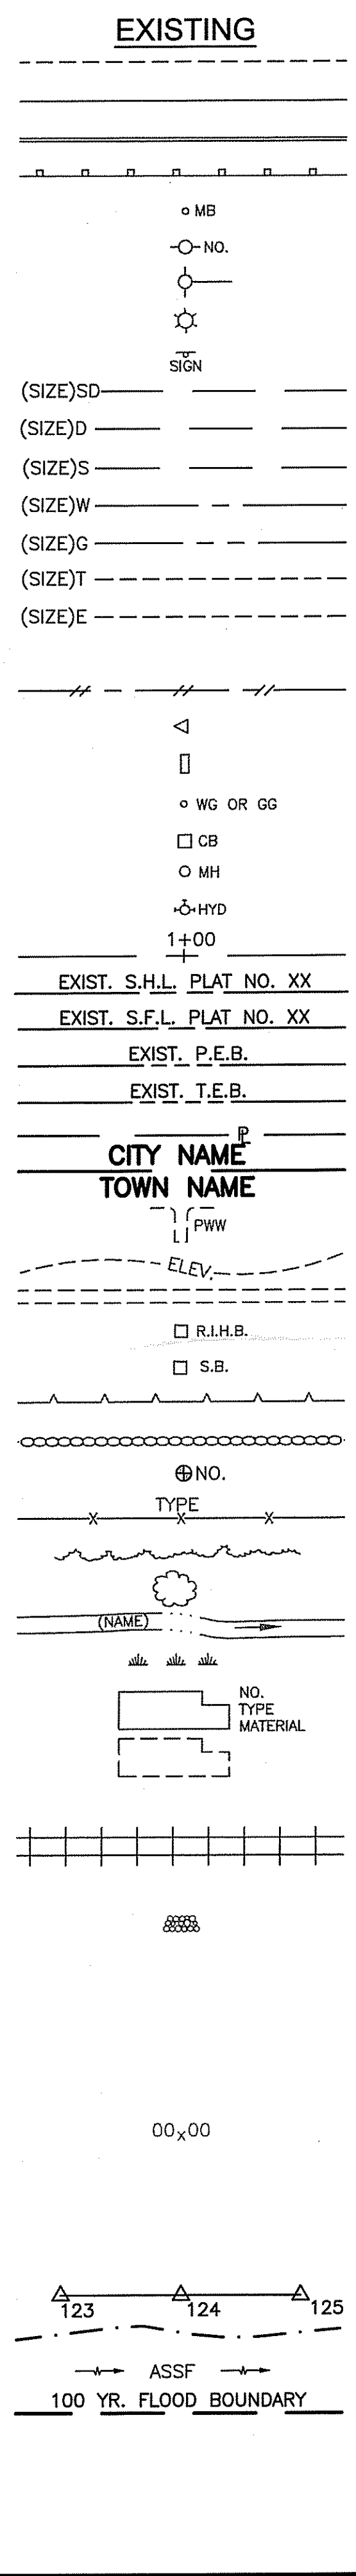 EXISTING
MB
NO.
SIGN
(SIZE)SD
(SIZE)D
(SIZE)S
(SIZE)W
(SIZE)G
(SIZE)T
(SIZE)E
WG OR GG
CB
MH
HYD
1+00
EXIST. S.H.L. PLAT NO. XX
EXIST. S.F.L. PLAT NO. XX
EXIST. P.E.B.
EXIST. T.E.B.
PL
CITY NAME
TOWN NAME
PWW
ELEV.
R.I.H.B.
S.B.
NO.
TYPE
X X X
(NAME)
NO.
TYPE
MATERIAL
00x00
123 124 125
ASSF
100 YR. FLOOD BOUNDARY